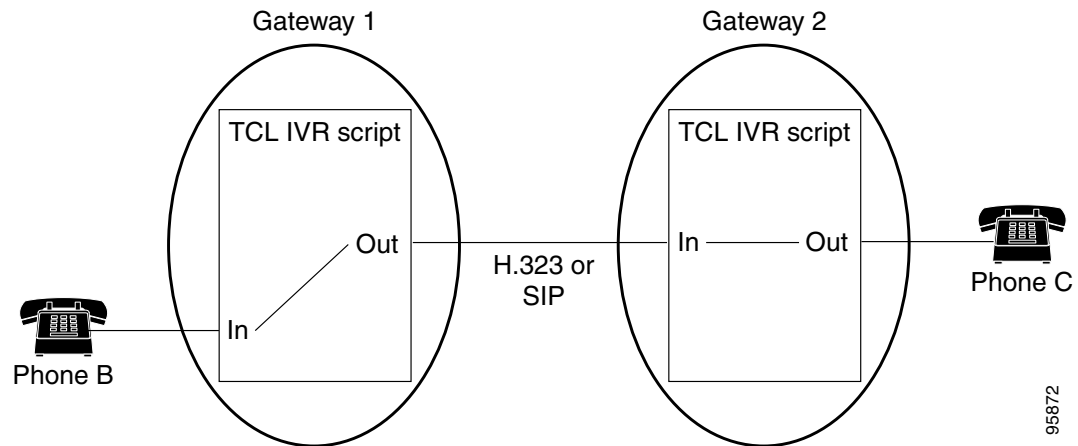 Gateway 1
Gateway 2
TCL IVR script
TCL IVR script
Out
In
Out
H.323 or
SIP
Phone C
In
Phone B
95872